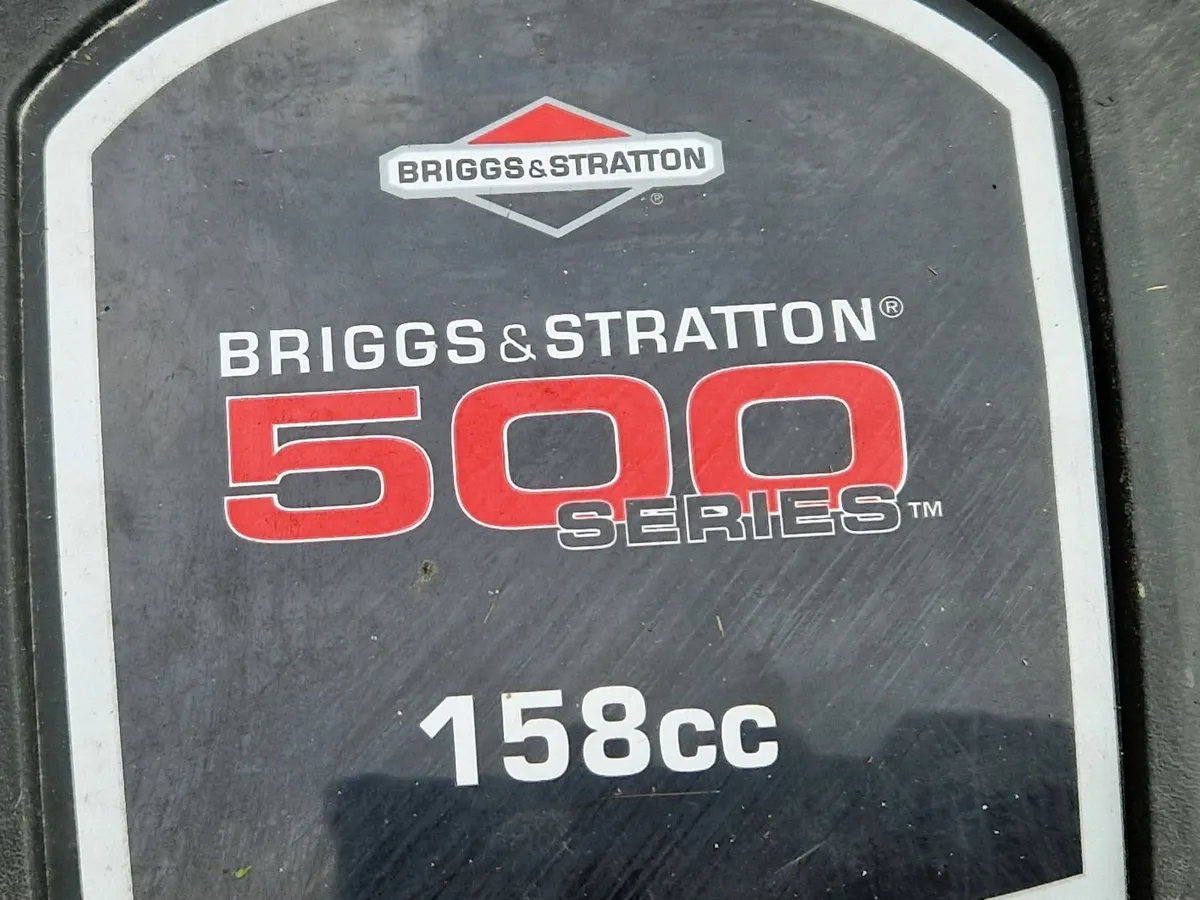 BRIGGS&STRATTON
®
BRIGGS & STRATTON®
500
SERIES™
158cc